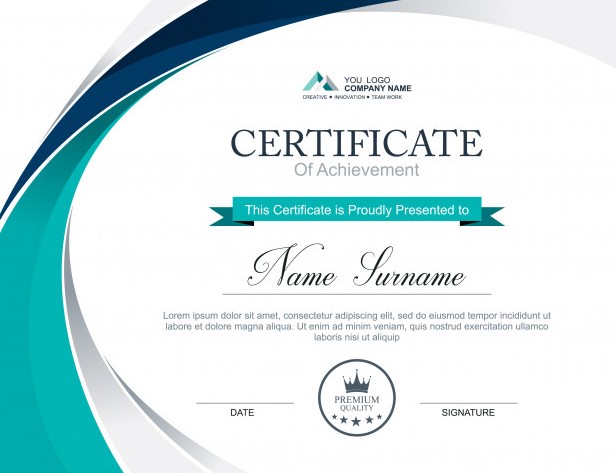 YOU LOGO
COMPANY NAME
CREATIVE • INNOVATION • TEAM WORK
CERTIFICATE
Of Achievement
This Certificate is Proudly Presented to
Name Surname
Lorem ipsum dolor sit amet, consectetur adipiscing elit, sed do eiusmod tempor incididunt ut
labore et dolore magna aliqua. Ut enim ad minim veniam, quis nostrud exercitation ullamco
laboris nisi ut aliquip
PREMIUM
QUALITY
DATE
SIGNATURE